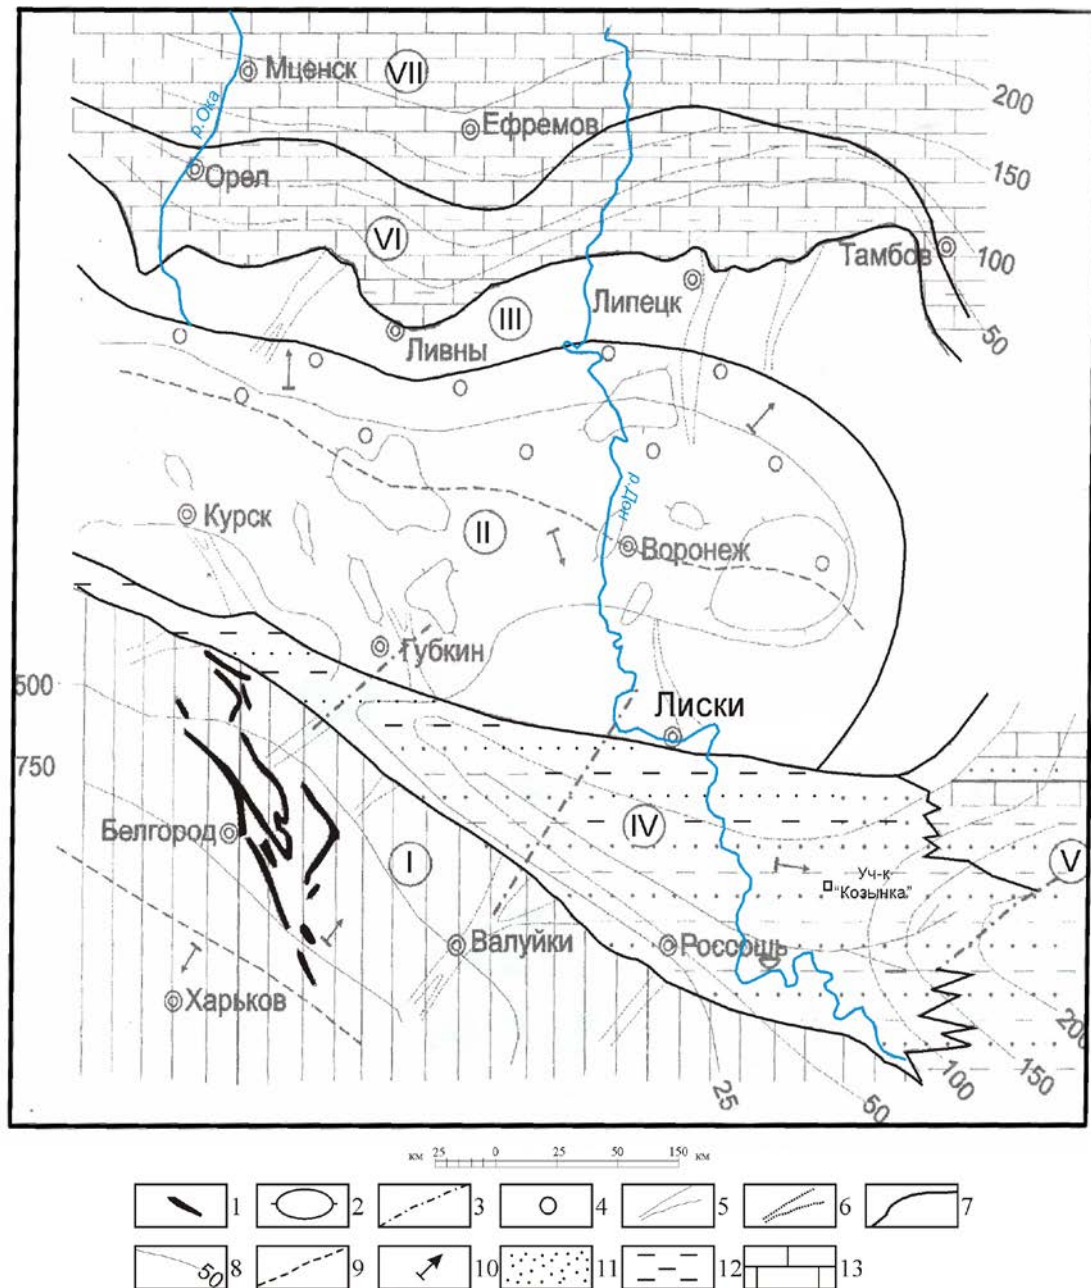 Мценск
VII
200
р.Ока
Ефремов
150
Орел
VI
Тамбов
100
Липецк
III
50
Ливны
р.Дон
Курск
II
Воронеж
Губкин
500
Лиски
750
IV
Белгород
I
Уч-к
"Козынка"
V
Валуйки
Россошь
Харьков
200
150
100
50
25
км 25 0 25 50 150 км
1 2 3 4 5 6 7
50
8 9 10 11 12 13